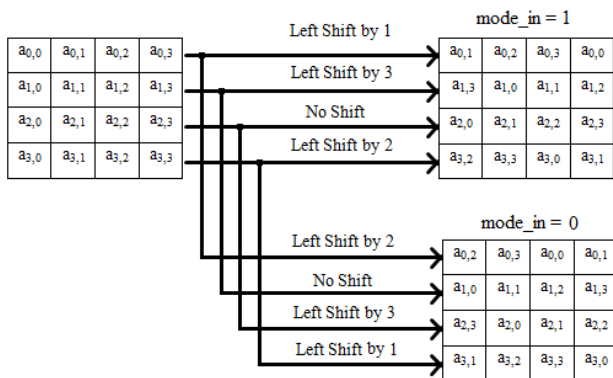 mode_in = 1
Left Shift by 1
a0,0 a0,1 a0,2 a0,3
a0,1 a0,2 a0,3 a0,0
Left Shift by 3
a1,0 a1,1 a1,2 a1,3
a1,3 a1,0 a1,1 a1,2
No Shift
a2,0 a2,1 a2,2 a2,3
a2,0 a2,1 a2,2 a2,3
Left Shift by 2
a3,0 a3,1 a3,2 a3,3
a3,2 a3,3 a3,0 a3,1
mode_in = 0
Left Shift by 2
a0,2 a0,3 a0,0 a0,1
No Shift
a1,0 a1,1 a1,2 a1,3
Left Shift by 3
a2,3 a2,0 a2,1 a2,2
Left Shift by 1
a3,1 a3,2 a3,3 a3,0